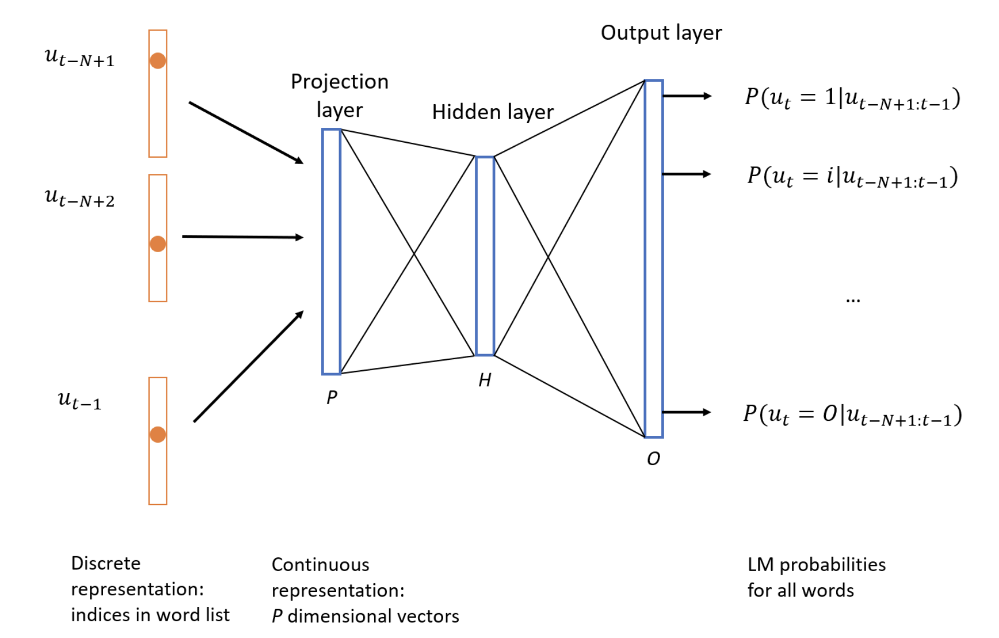 Output layer
u_{t−N+1}
Projection
layer
Hidden layer
P(u_t = 1|u_{t−N+1:t−1})
P(u_t = i|u_{t−N+1:t−1})
u_{t−N+2}
...
u_{t−1}
P
H
P(u_t = O|u_{t−N+1:t−1})
O
Discrete
representation:
indices in word list
Continuous
representation:
P dimensional vectors
LM probabilities
for all words